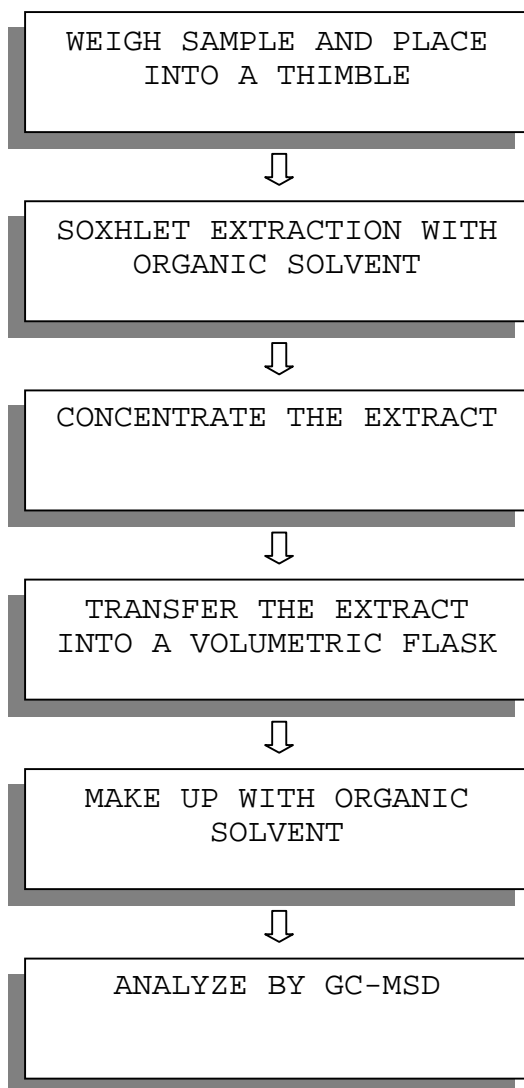 WEIGH SAMPLE AND PLACE
INTO A THIMBLE
SOXHLET EXTRACTION WITH
ORGANIC SOLVENT
CONCENTRATE THE EXTRACT
TRANSFER THE EXTRACT
INTO A VOLUMETRIC FLASK
MAKE UP WITH ORGANIC
SOLVENT
ANALYZE BY GC-MSD